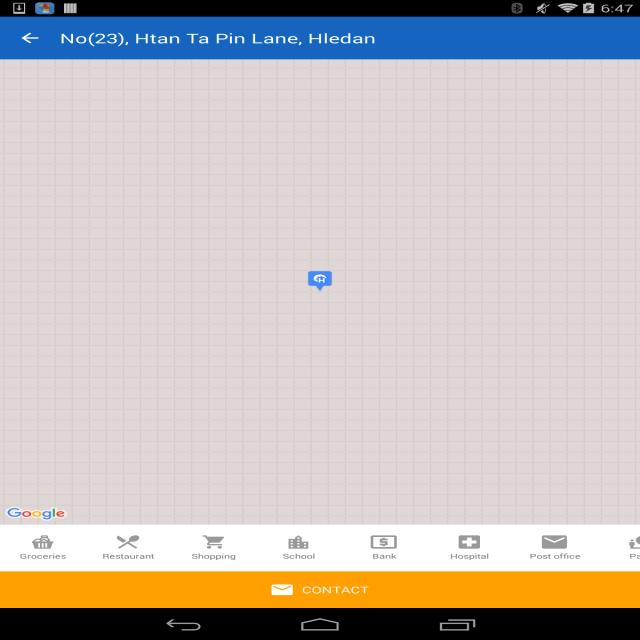 6:47
No(23), Htan Ta Pin Lane, Hledan
Google
Groceries
Restaurant
Shopping
School
Bank
Hospital
Post office
Pa
CONTACT